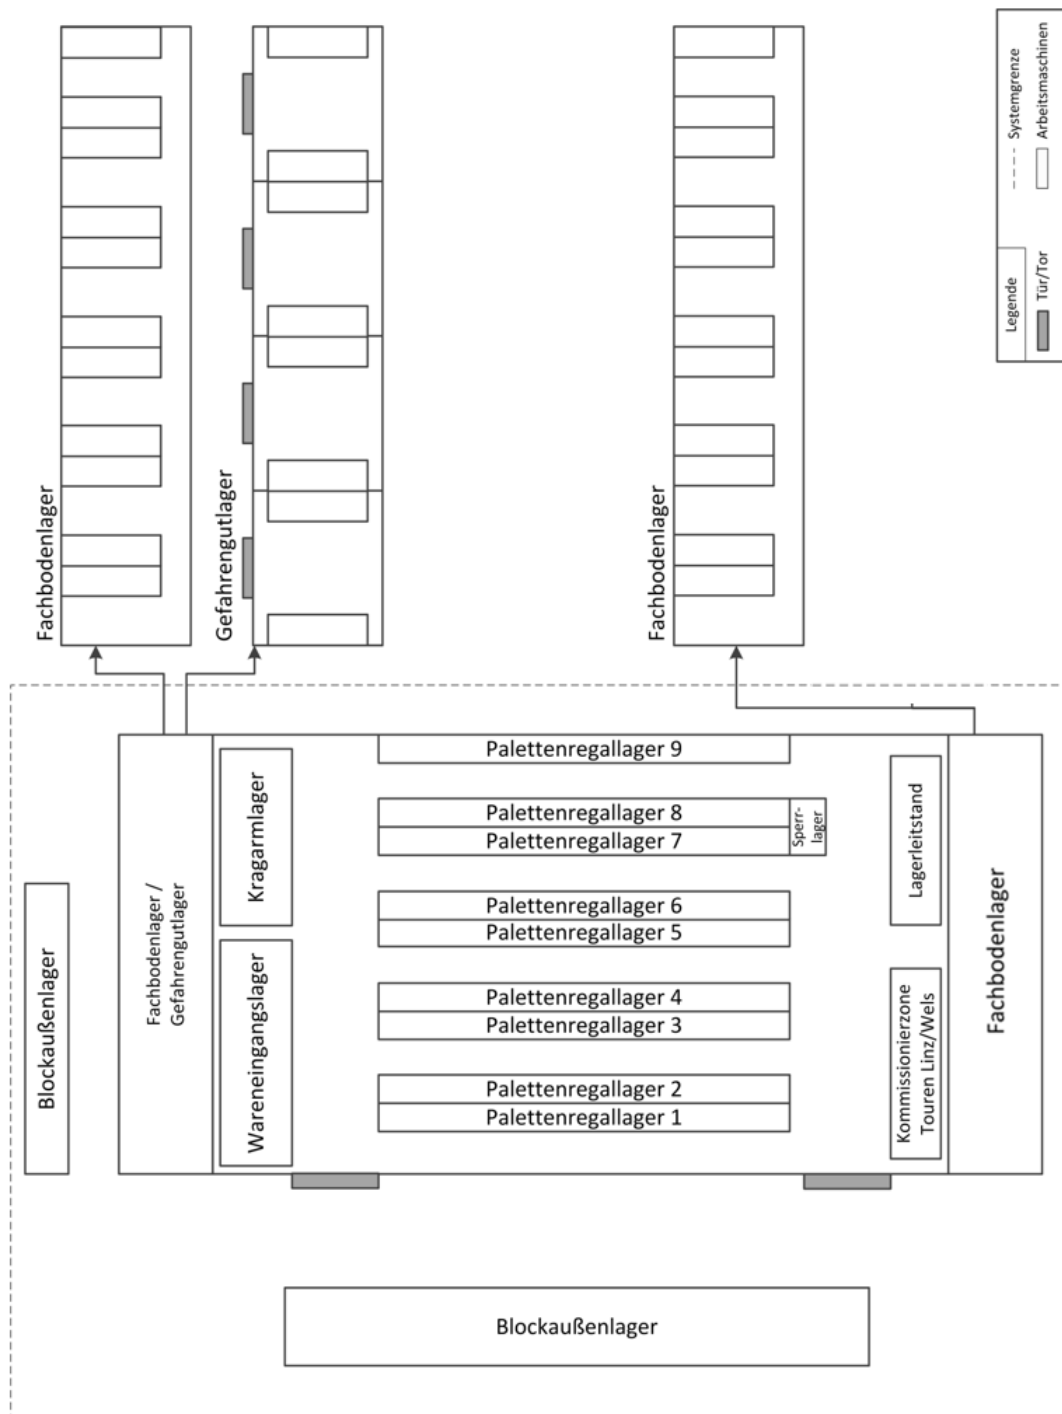 Fachbodenlager
Gefahrengutlager
Fachbodenlager
Legende
Systemgrenze
Tür/Tor
Arbeitsmaschinen
Blockaußenlager
Fachbodenlager /
Gefahrengutlager
Kragarmlager
Wareneingangslager
Palettenregallager 9
Palettenregallager 8
Palettenregallager 7
Sperr-
lager
Palettenregallager 6
Palettenregallager 5
Palettenregallager 4
Palettenregallager 3
Palettenregallager 2
Palettenregallager 1
Lagerleitstand
Kommissionierzone
Touren Linz/Wels
Fachbodenlager
Blockaußenlager